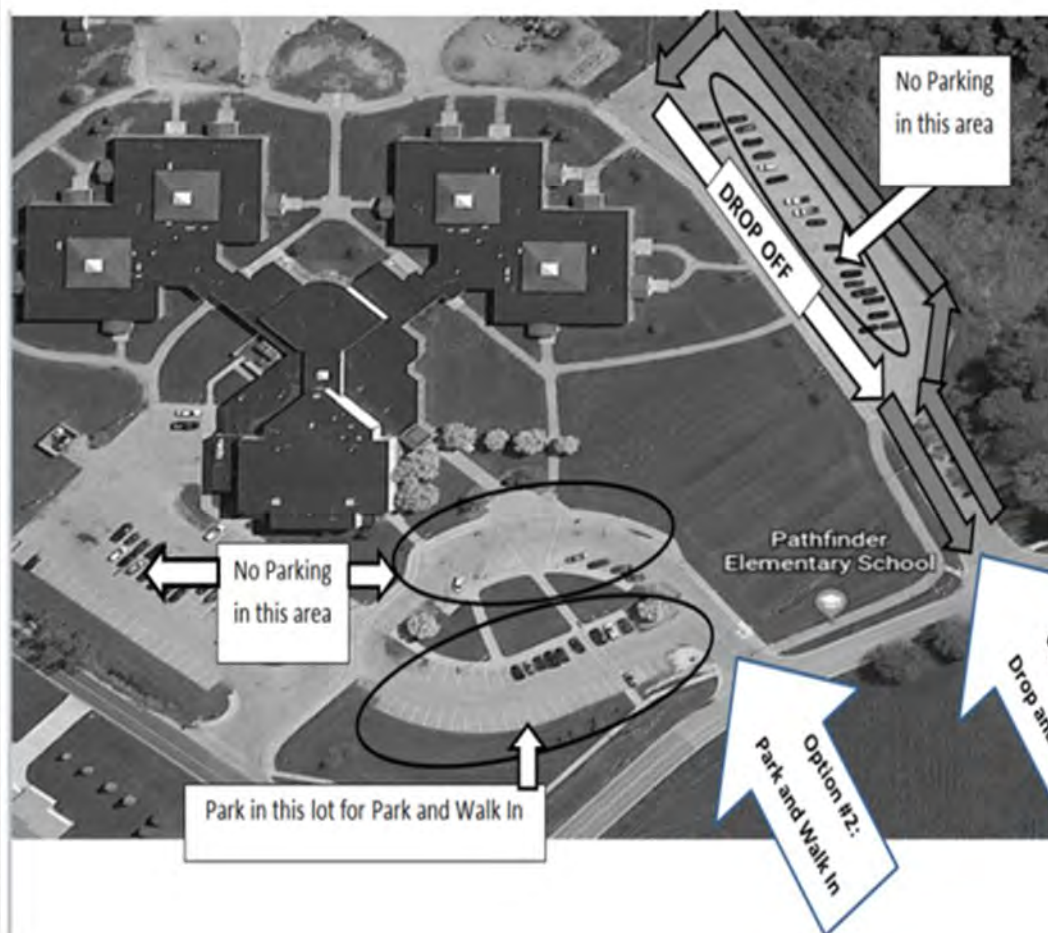 No Parking
in this area
DROP OFF
Pathfinder
Elementary School
No Parking
in this area
Drop and
Option #2:
Park and Walk In
Park in this lot for Park and Walk In